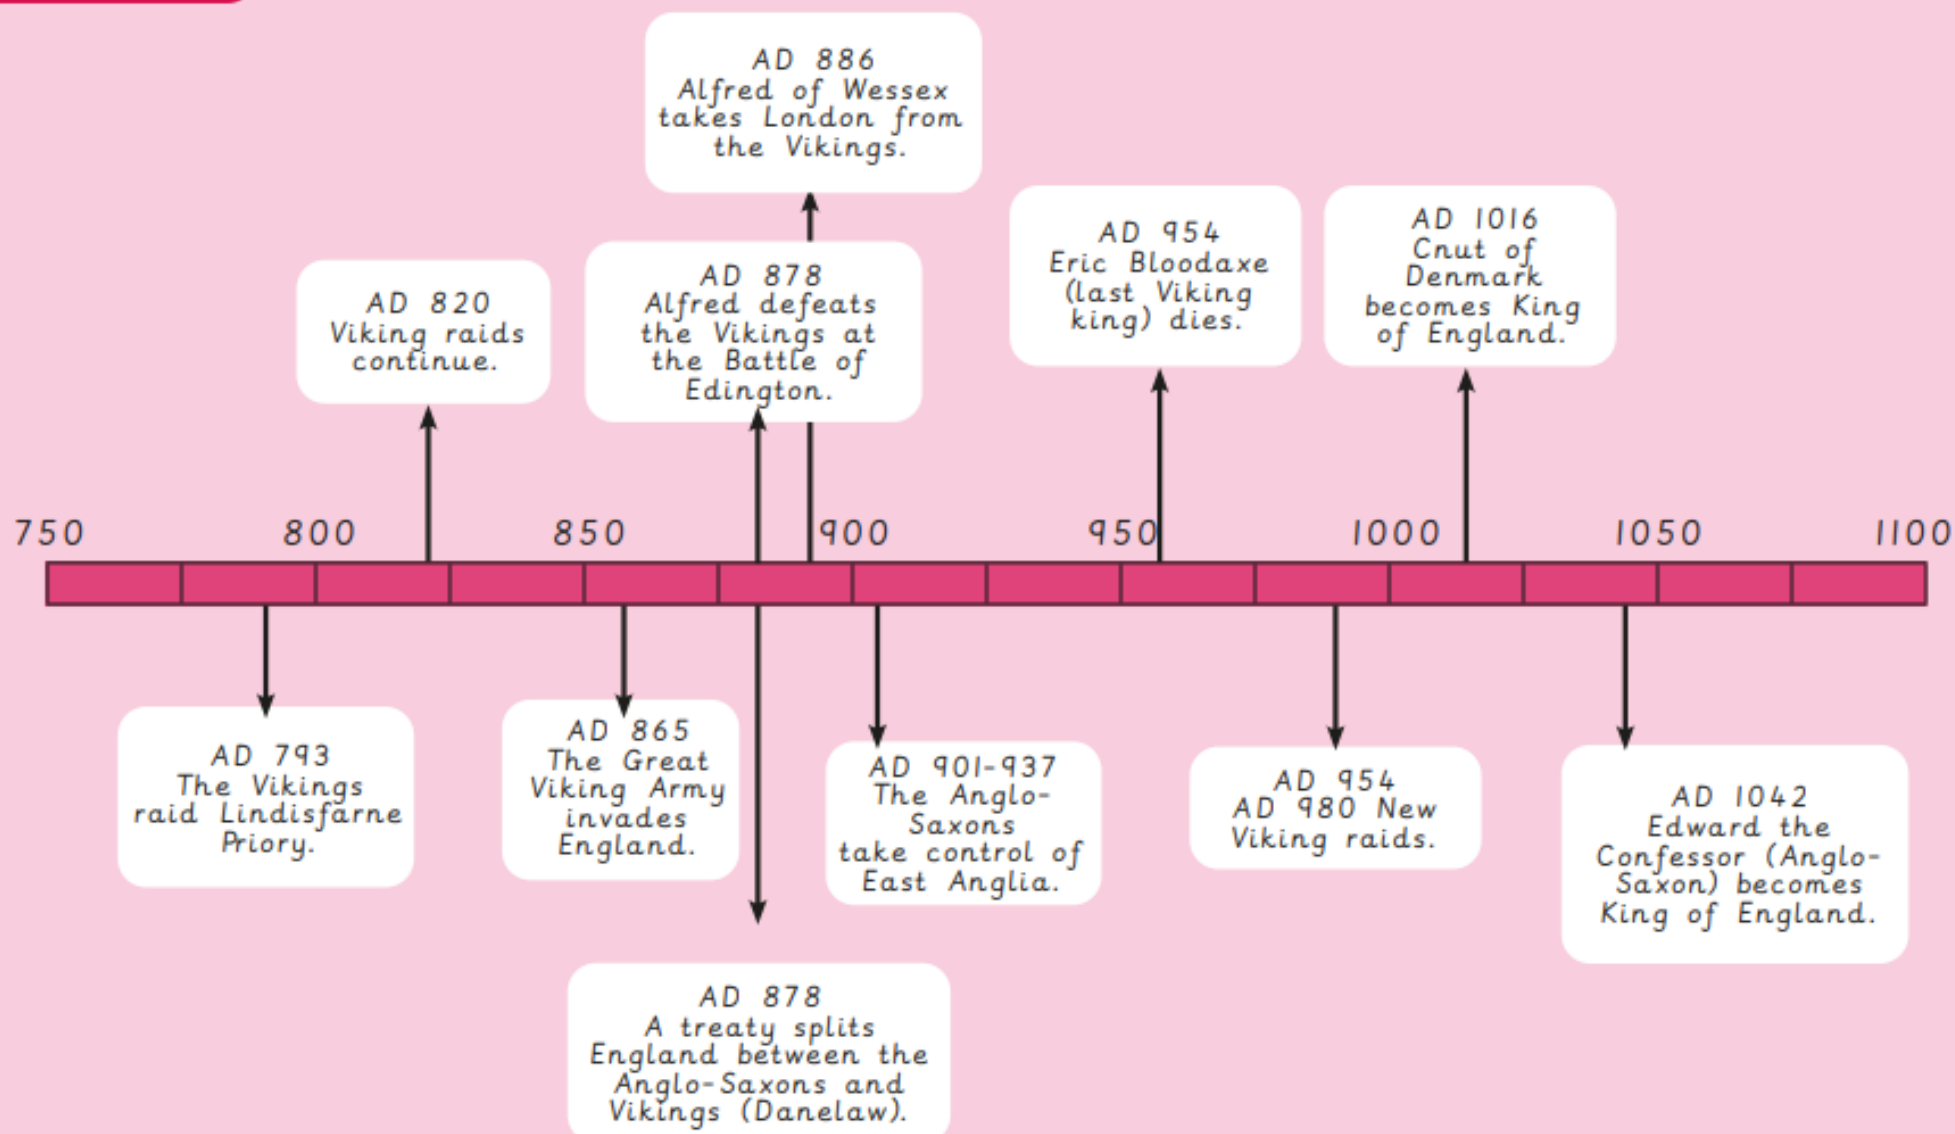 AD 886
Alfred of Wessex
takes London from
the Vikings.
AD 820
Viking raids
continue.
AD 878
Alfred defeats
the Vikings at
the Battle of
Edington.
AD 954
Eric Bloodaxe
(last Viking
king) dies.
AD 1016
Cnut of
Denmark
becomes King
of England.
750 800 850 900 950 1000 1050 1100
AD 793
The Vikings
raid Lindisfarne
Priory.
AD 865
The Great
Viking Army
invades
England.
AD 901-937
The Anglo-
Saxons
take control of
East Anglia.
AD 954
AD 980 New
Viking raids.
AD 1042
Edward the
Confessor (Anglo-
Saxon) becomes
King of England.
AD 878
A treaty splits
England between the
Anglo-Saxons and
Vikings (Danelaw).